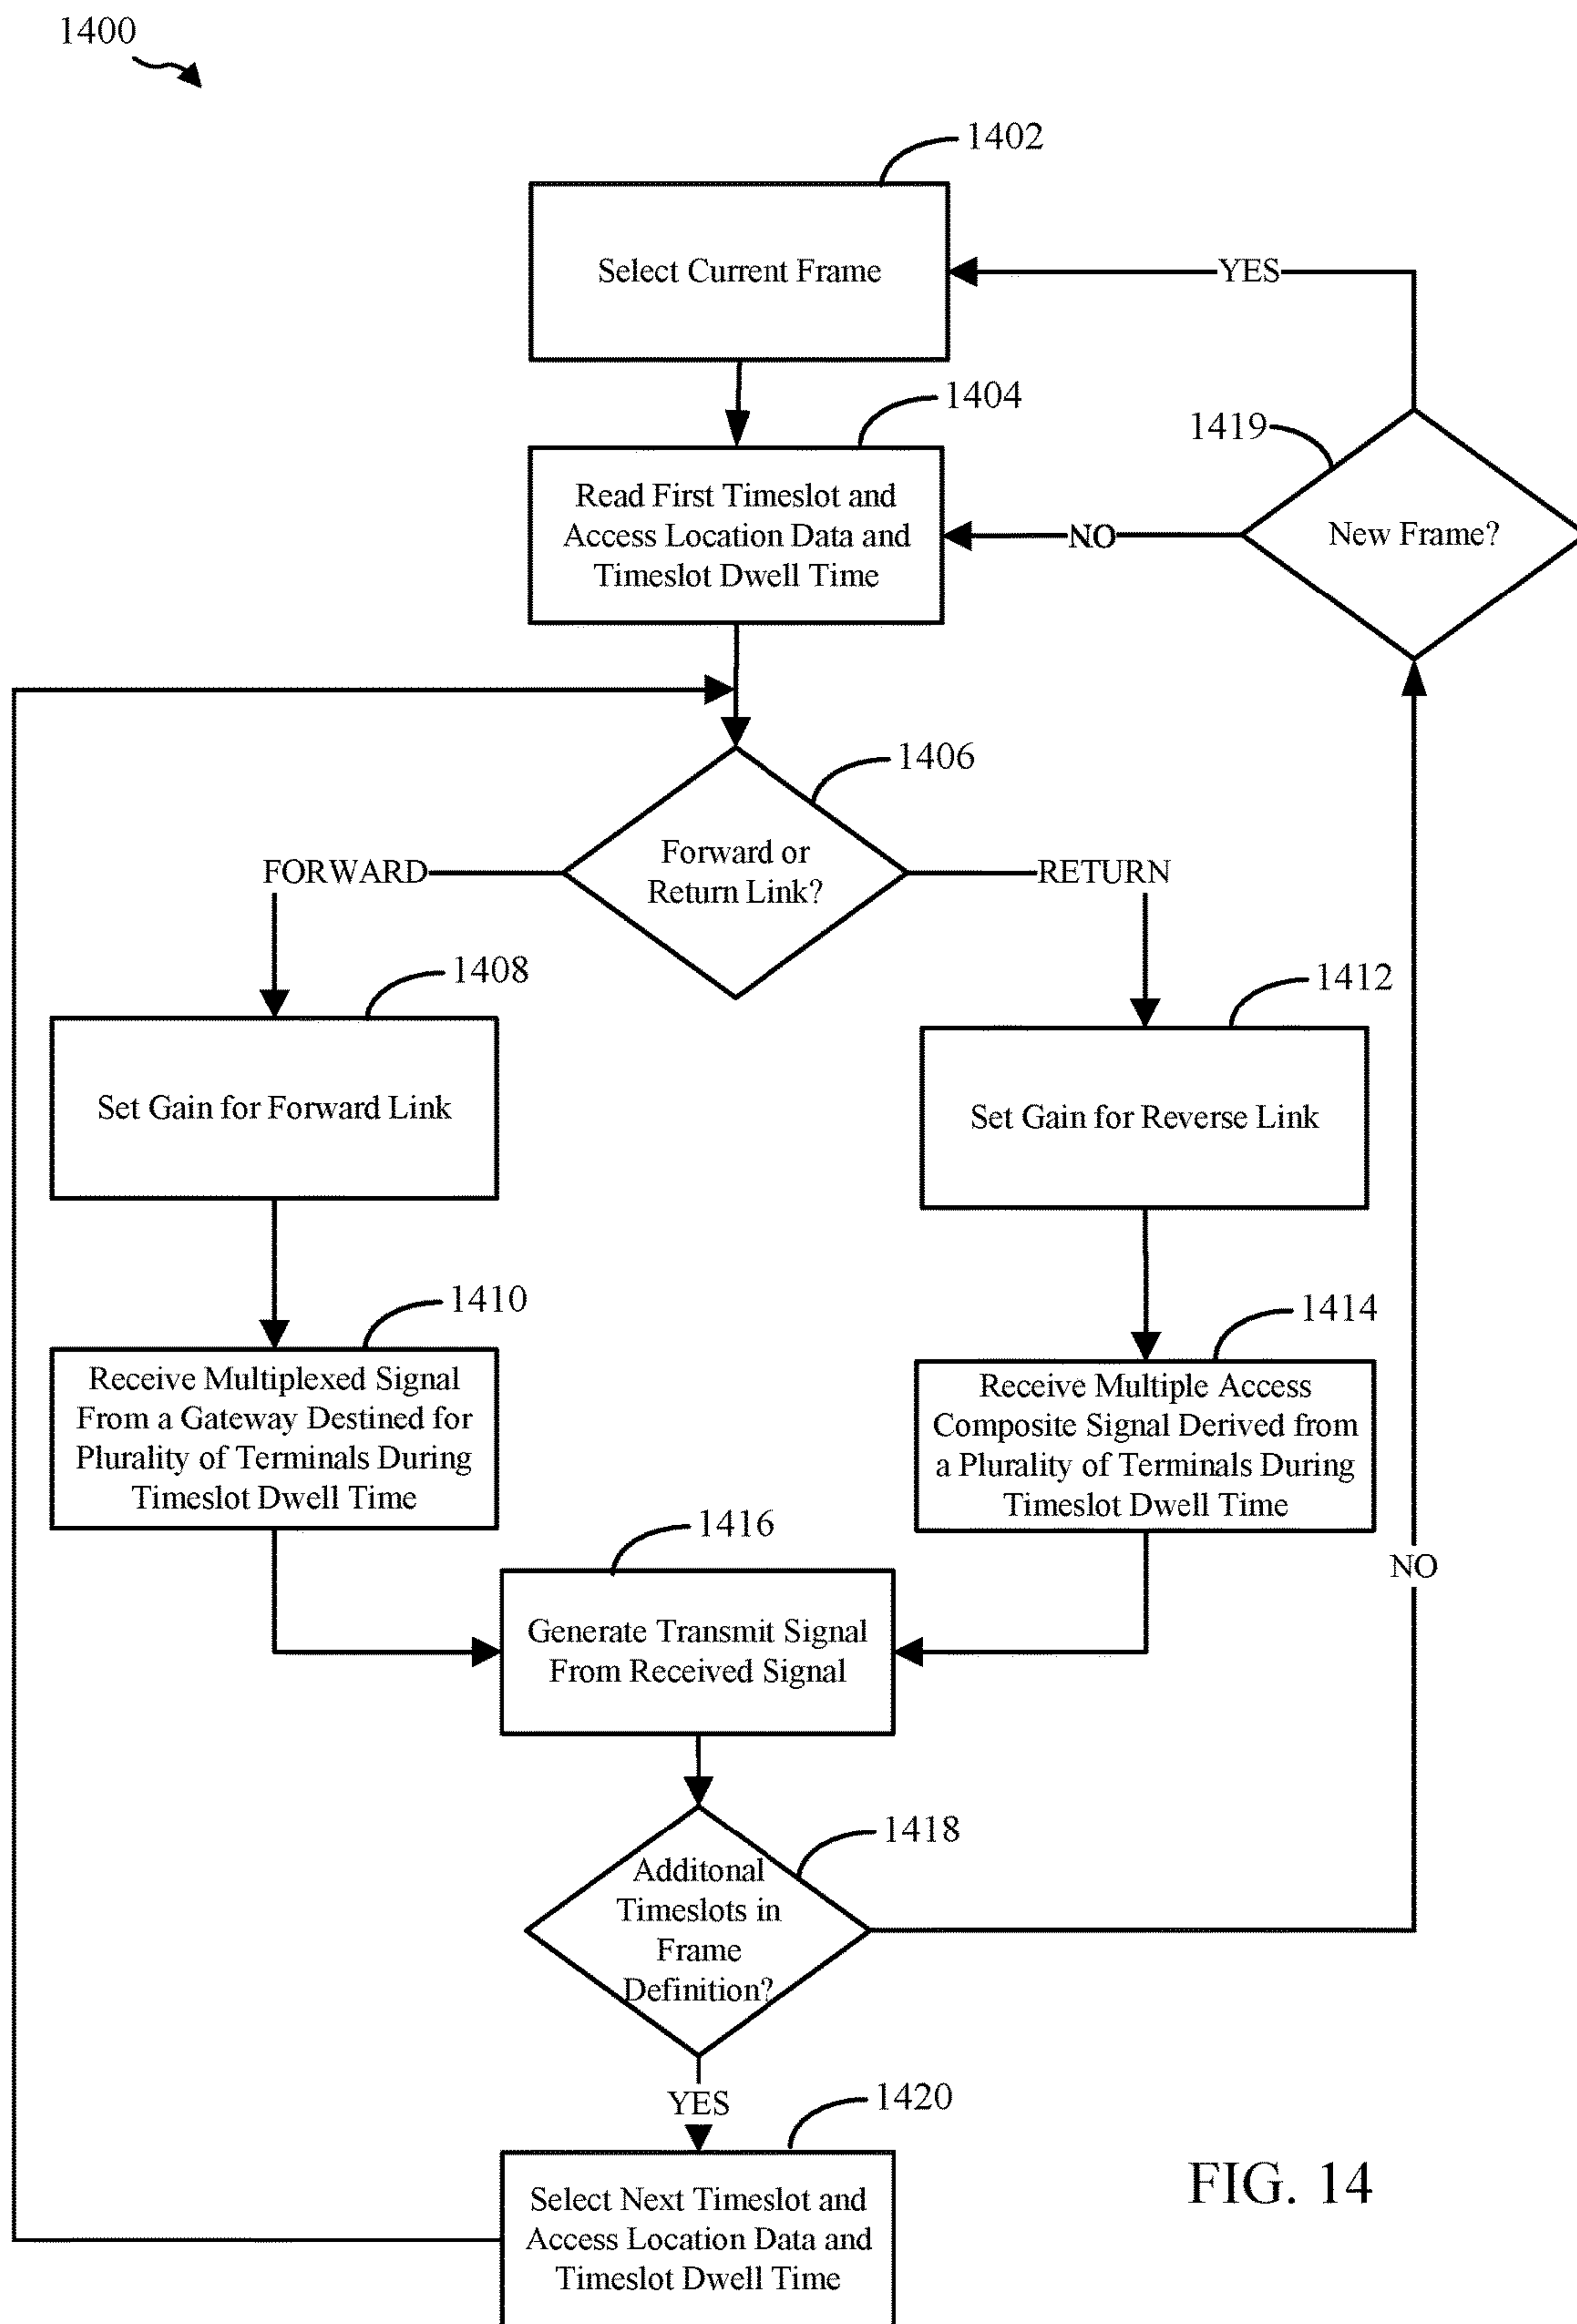 1400
1402
Select Current Frame
YES
1404
1419
Read First Timeslot and
Access Location Data and
Timeslot Dwell Time
NO
New Frame?
1406
Forward or
Return Link?
FORWARD
RETURN
1408
1412
Set Gain for Forward Link
Set Gain for Reverse Link
1410
1414
Receive Multiplexed Signal
From a Gateway Destined for
Plurality of Terminals During
Timeslot Dwell Time
Receive Multiple Access
Composite Signal Derived from
a Plurality of Terminals During
Timeslot Dwell Time
1416
NO
Generate Transmit Signal
From Received Signal
1418
Additonal
Timeslots in
Frame
Definition?
YES
1420
Select Next Timeslot and
Access Location Data and
Timeslot Dwell Time
FIG. 14